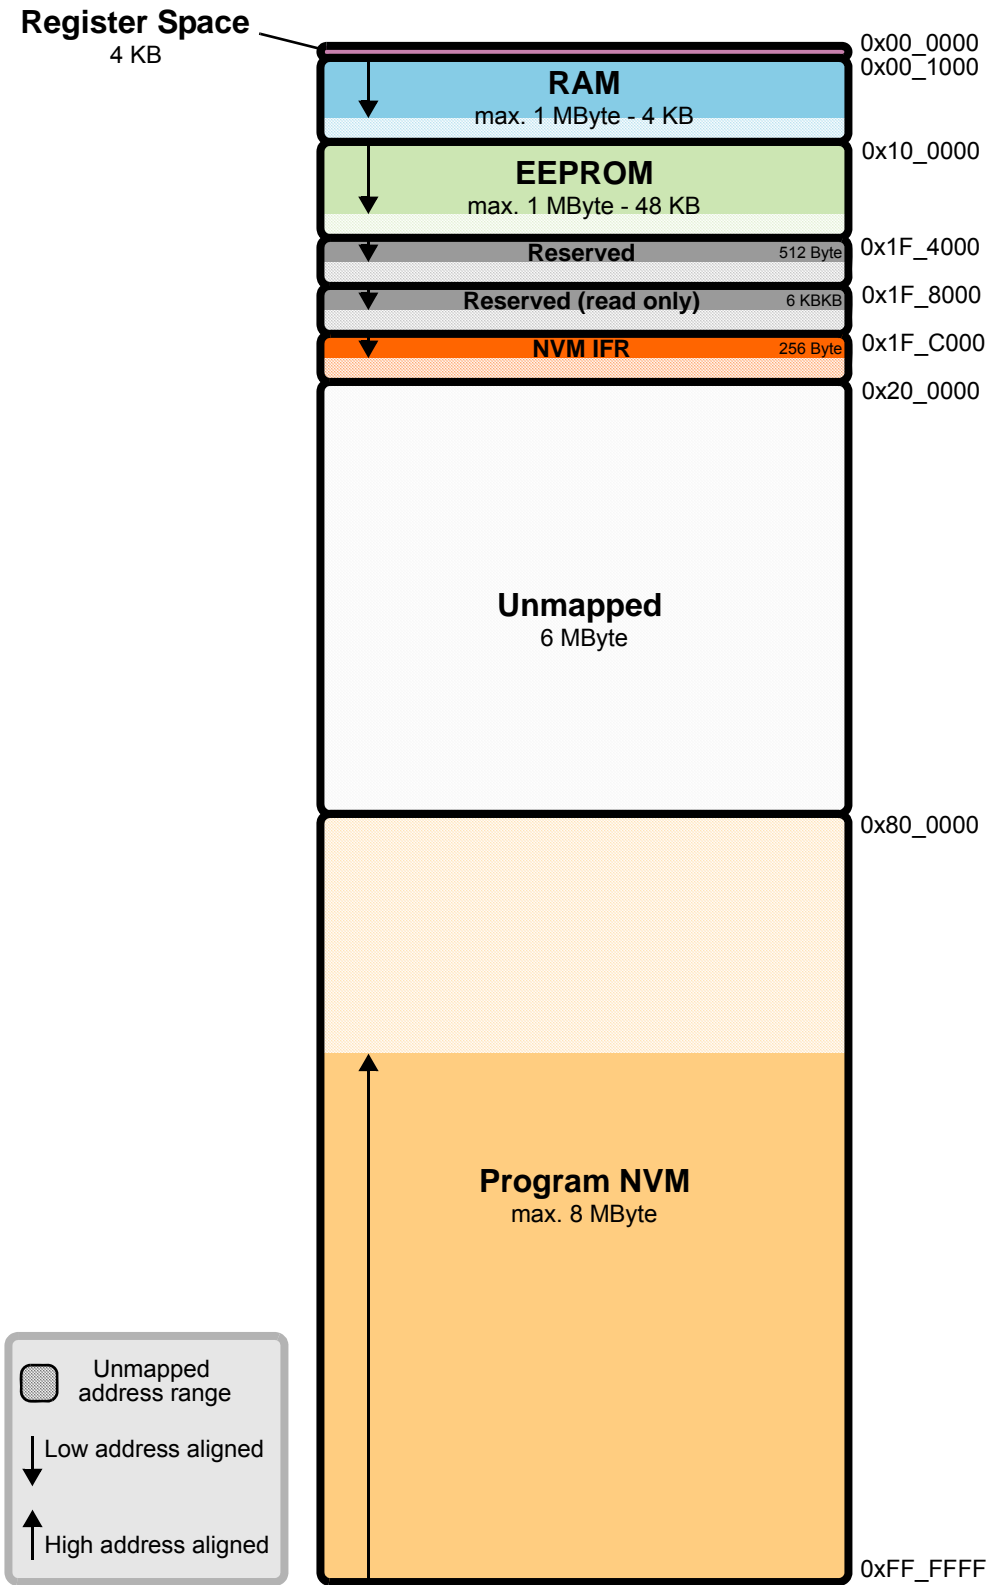 Register Space
4 KB
0x00_0000
0x00_1000
RAM
max. 1 MByte - 4 KB
0x10_0000
EEPROM
max. 1 MByte - 48 KB
0x1F_4000
Reserved
512 Byte
0x1F_8000
Reserved (read only)
6 KBKB
0x1F_C000
NVM IFR
256 Byte
0x20_0000
Unmapped
6 MByte
0x80_0000
Program NVM
max. 8 MByte
Unmapped
address range
Low address aligned
High address aligned
0xFF_FFFF